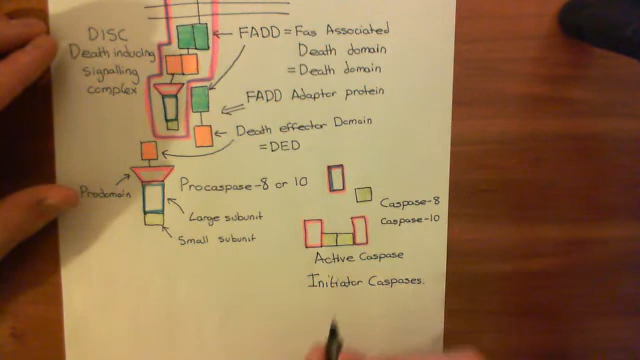 DISC
Death inducing
signalling
complex
FADD = Fas Associated
Death domain
= Death domain
FADD Adaptor protein
Death effector Domain
= DED
Prodomain
Procaspase-8 or 10
Large subunit
Small subunit
Caspase-8
Caspase-10
Active Caspase
Initiator Caspases.